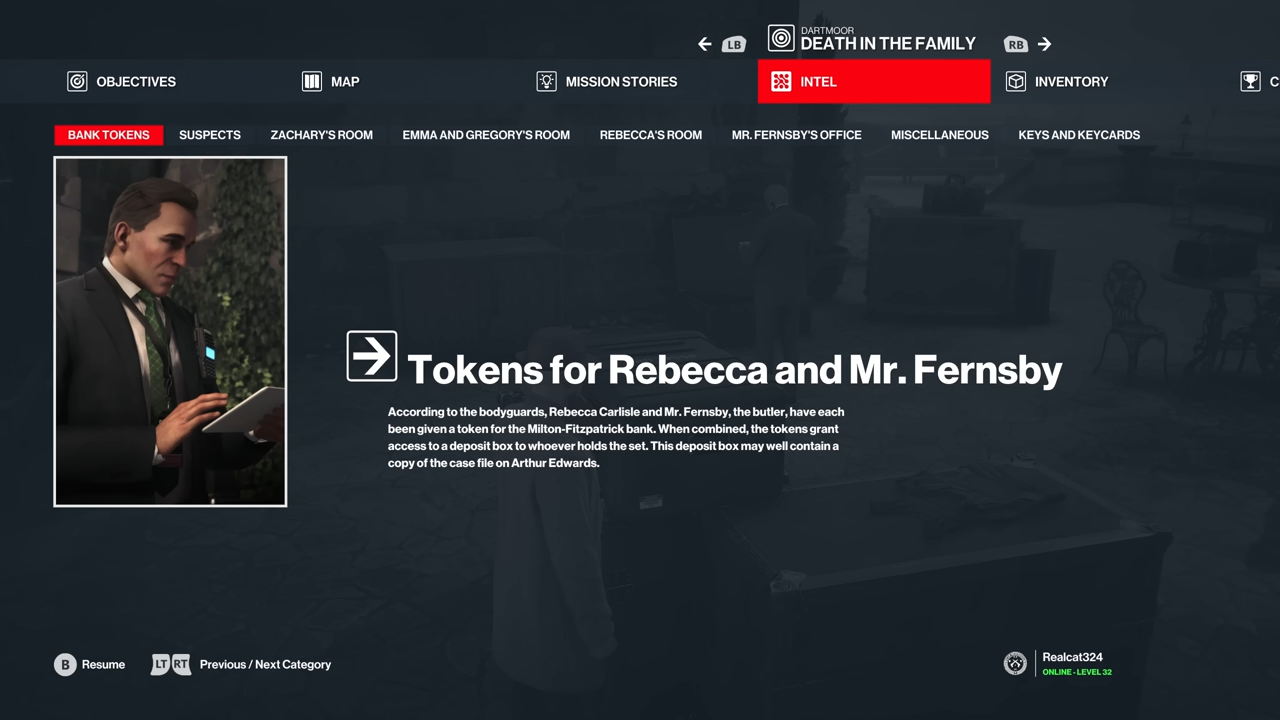 DARTMOOR
LB DEATH IN THE FAMILY RB
OBJECTIVES MAP MISSION STORIES INTEL INVENTORY C
BANK TOKENS SUSPECTS ZACHARY'S ROOM EMMA AND GREGORY'S ROOM REBECCA'S ROOM MR. FERNSBY'S OFFICE MISCELLANEOUS KEYS AND KEYCARDS
Tokens for Rebecca and Mr. Fernsby
According to the bodyguards, Rebecca Carlisle and Mr. Fernsby, the butler, have each
been given a token for the Milton-Fitzpatrick bank. When combined, the tokens grant
access to a deposit box to whoever holds the set. This deposit box may well contain a
copy of the case file on Arthur Edwards.
B Resume LT RT Previous / Next Category
Realcat324
ONLINE - LEVEL 32